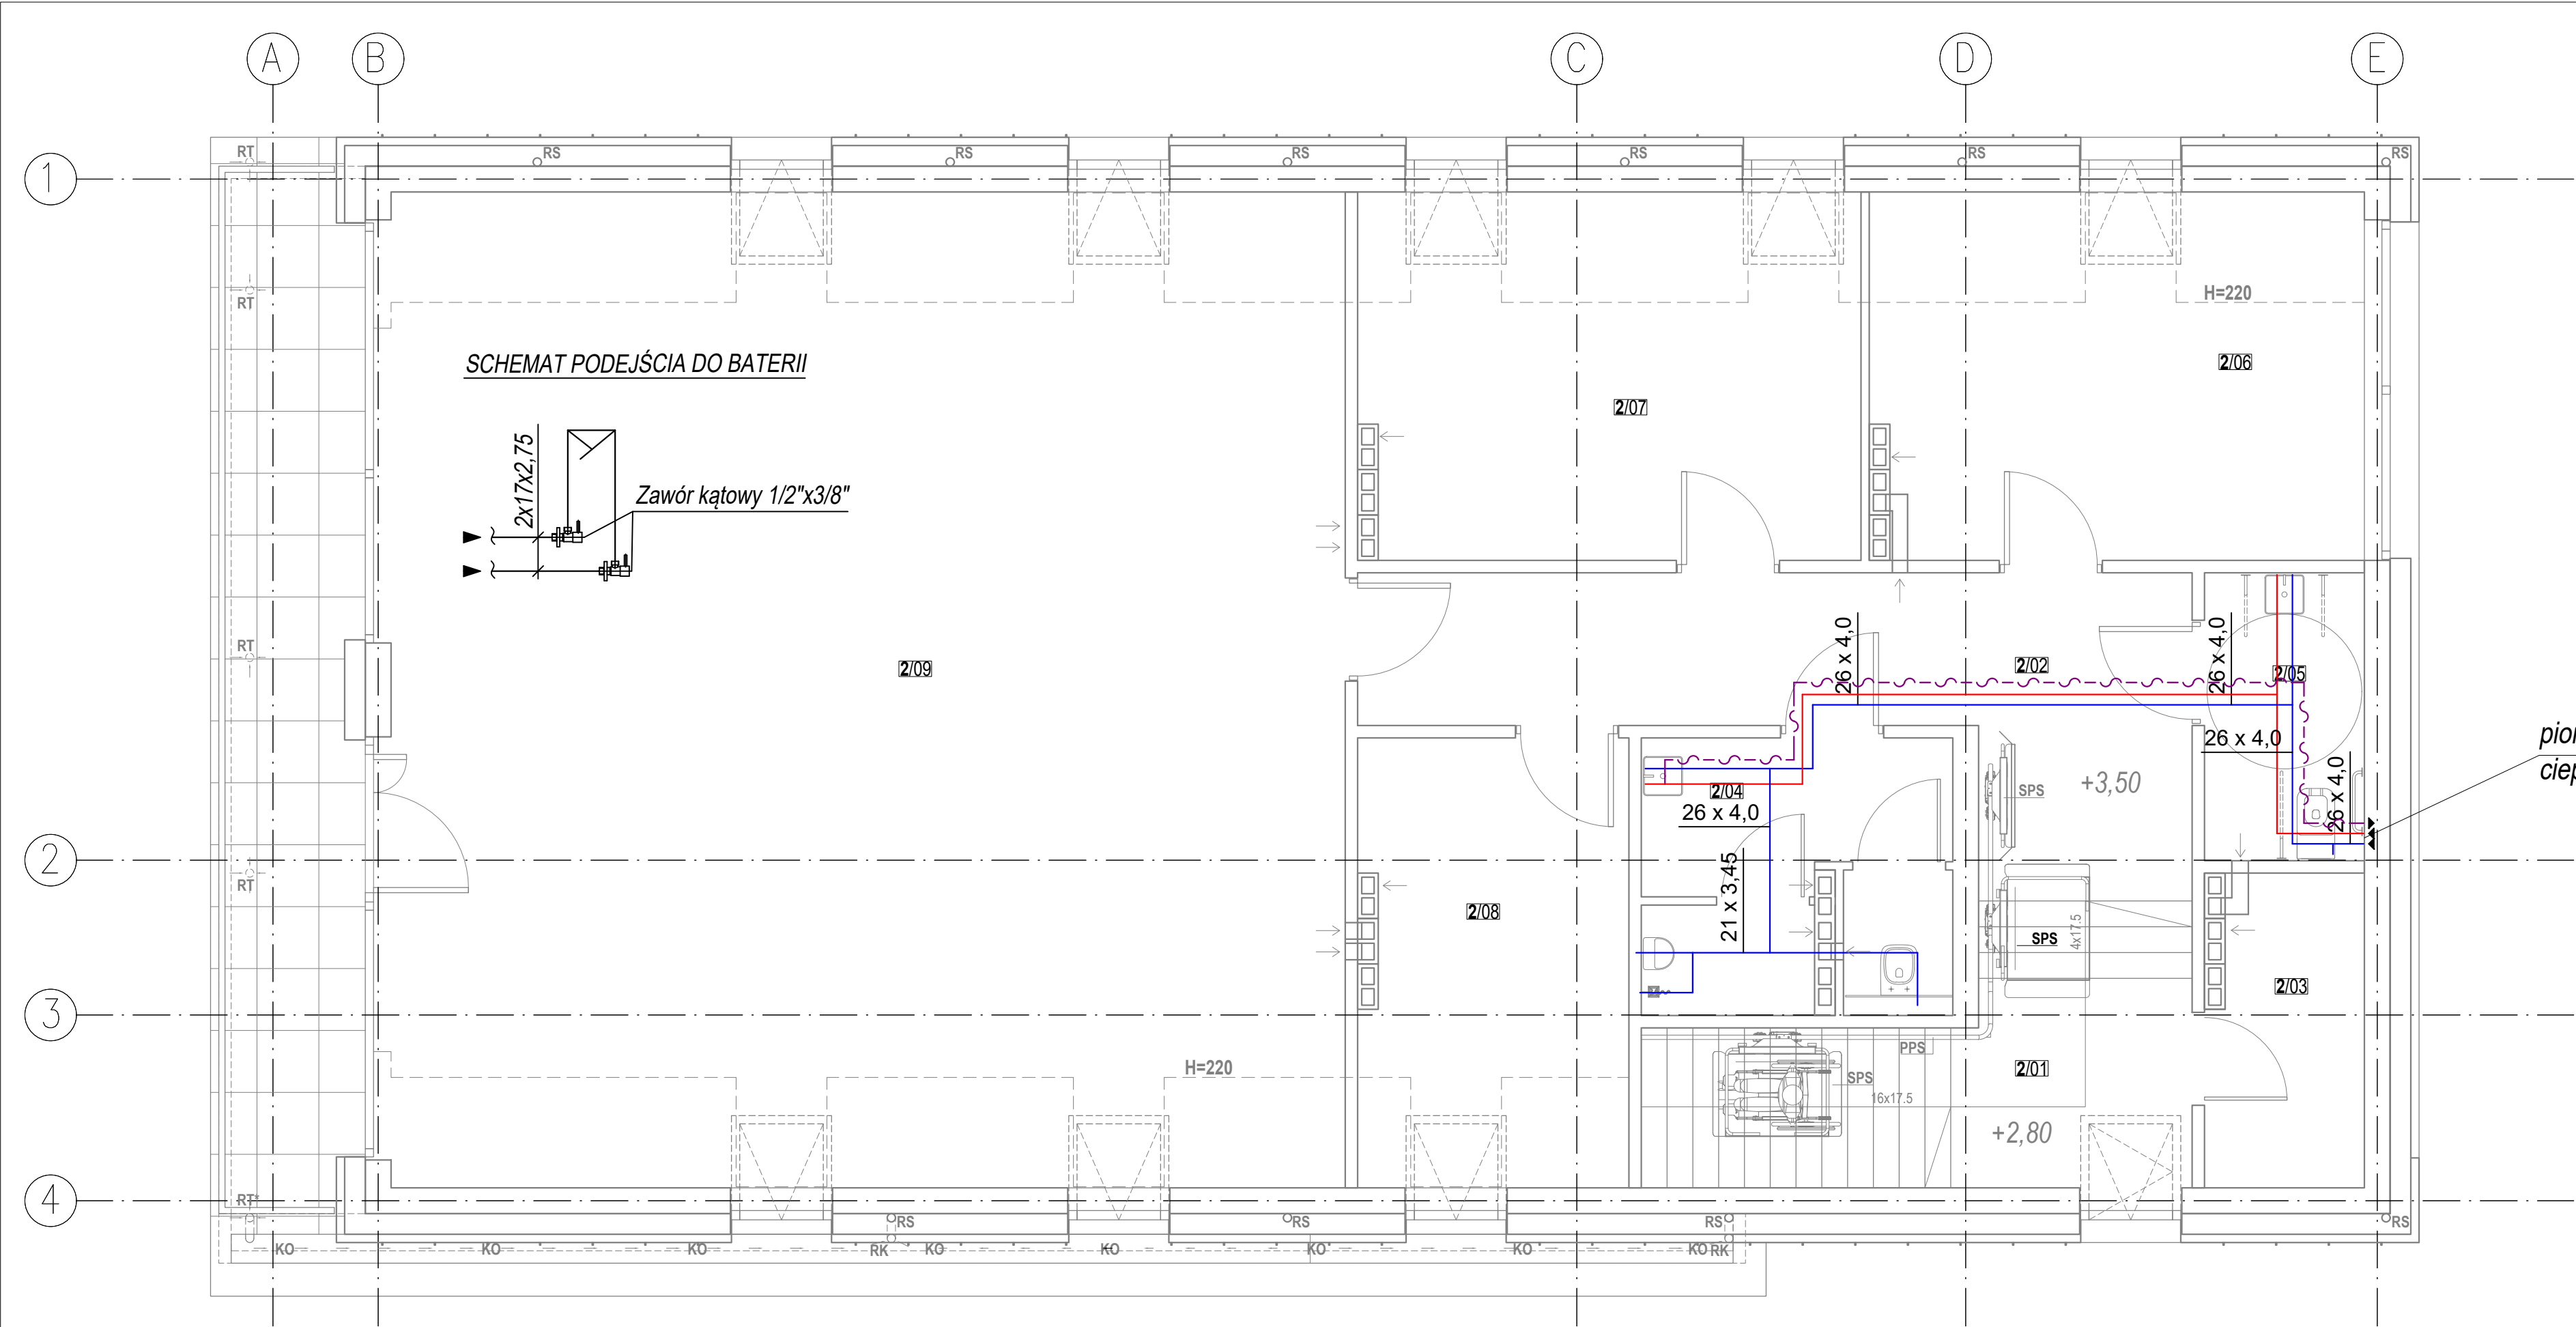 A B C D E
RT RS RS RS RS RS RS
1
RT
H=220
SCHEMAT PODEJŚCIA DO BATERII
2/06
2/07
2x17x2,75
Zawór kątowy 1/2"x3/8"
26 x 4,0
26 x 4,0
RT
2/09
2/02
2/05
26 x 4,0
pion
ciep
26 x 4,0
2/04
SPS
+3,50
26 x 4,0
2
RT
21 x 3,45
2/08
SPS
4x17.5
2/03
3
PPS
H=220
2/01
SPS
16x17.5
+2,80
4
RT*
RS RS RS RS
KO KO KO RK KO KO KO KO KO RK